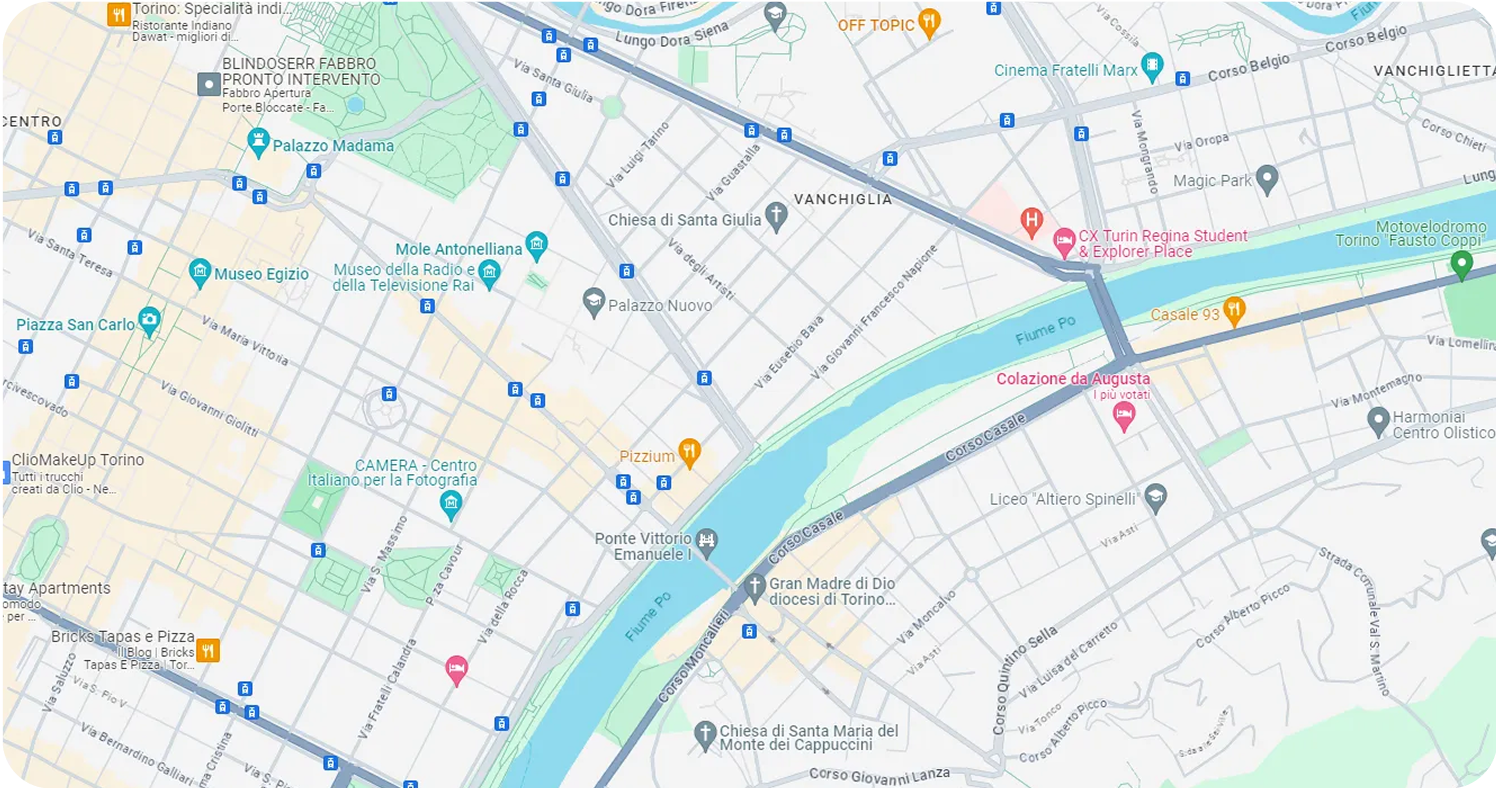 Torino: Specialità indi...
Ristorante Indiano
Dawat - migliori di...
Lungo Dora Siena
OFF TOPIC
Via Cossila
Corso Belgio
Corso Belgio
BLINDOSERR FABBRO
PRONTO INTERVENTO
Fabbro Apertura
Porte Bloccate - Fa...
Via Santa Giulia
Cinema Fratelli Marx
VANCHIGLIETTA
CENTRO
Palazzo Madama
Via Luigi Tarino
Via Guastalla
Via Mongrando
Via Oropa
Corso Chieti
Magic Park
Lungo
VANCHIGLIA
Chiesa di Santa Giulia
Via Santa Teresa
Mole Antonelliana
CX Turin Regina Student
& Explorer Place
Motovelodromo
Torino "Fausto Coppi
Museo Egizio
Museo della Radio e
della Televisione Rai
Via degli Artisti
Via Giovanni Francesco Napione
Palazzo Nuovo
Piazza San Carlo
Via Maria Vittoria
Via Eusebio Bava
Fiume Po
Casale 93
Via Lomellina
rcivescovado
Via Giovanni Giolitti
Colazione da Augusta
I più votati
Via Montemagno
Harmoniai
Centro Olistico
Corso Casale
ClioMakeUp Torino
Tutti i trucchi
creati da Clio - Ne...
CAMERA - Centro
Italiano per la Fotografia
Pizzium
Liceo "Altiero Spinelli"
Via S. Massimo
P.za Cavour
Ponte Vittorio
Emanuele I
Corso Casale
Via Asti
tay Apartments
omodo
per ...
Via della Rocca
Fiume Po
Gran Madre di Dio
diocesi di Torino...
Strada Comunale Val S. Martino
Bricks Tapas e Pizza
Il Blog | Bricks
Tapas E Pizza | Tor...
Via Saluzzo
Via S. Pio V
Via Fratelli Calandra
Corso Moncalieri
Via Moncalvo
Via Asti
Corso Quintino Sella
Via Luisa del Carretto
Corso Alberto Picco
Via Tonco
Corso Alberto Picco
Via Bernardino Galliari
ma Cristina
Via S. Pi
Chiesa di Santa Maria del
Monte dei Cappuccini
Corso Giovanni Lanza